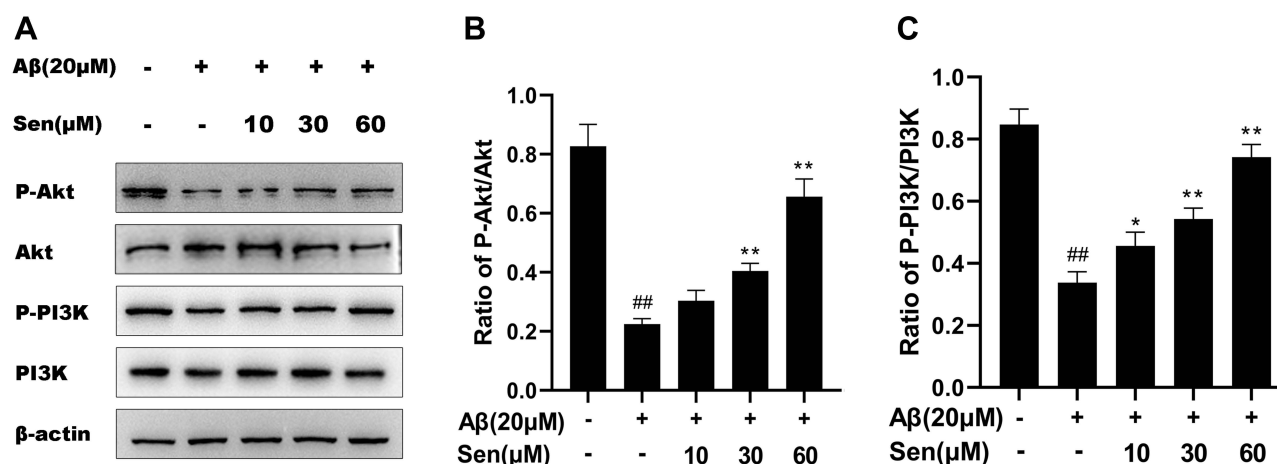 A
Aβ(20μM) - + + + +
Sen(μM) - - 10 30 60
P-Akt
Akt
P-PI3K
PI3K
β-actin
B
Ratio of P-Akt/Akt
1.0
0.8
0.6
0.4
0.2
0.0
##
**
**
Aβ(20μM) - + + + +
Sen(μM) - - 10 30 60
C
Ratio of P-PI3K/PI3K
1.0
0.8
0.6
0.4
0.2
0.0
##
*
**
**
Aβ(20μM) - + + + +
Sen(μM) - - 10 30 60